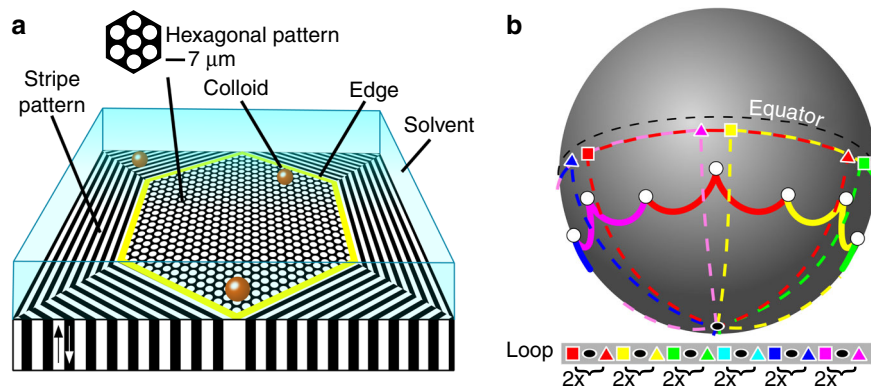 a
Hexagonal pattern
7 μm
Stripe
pattern
Colloid
Edge
Solvent
b
Equator
Loop
2x 2x 2x 2x 2x 2x